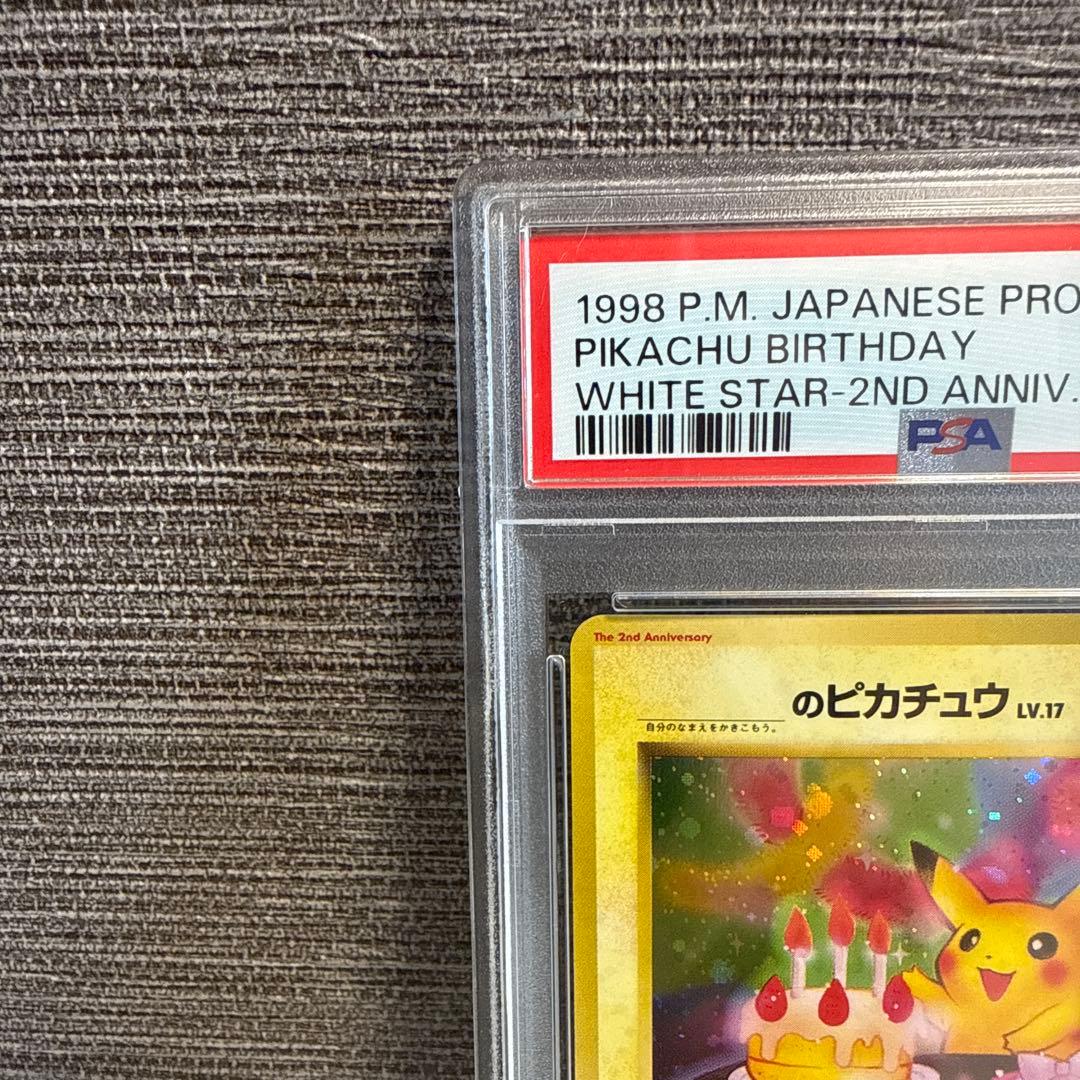 1998 P.M. JAPANESE PRO
PIKACHU BIRTHDAY
WHITE STAR-2ND ANNIV.
PSA
The 2nd Anniversary
のピカチュウ LV.17
自分のなまえをかきこもう。